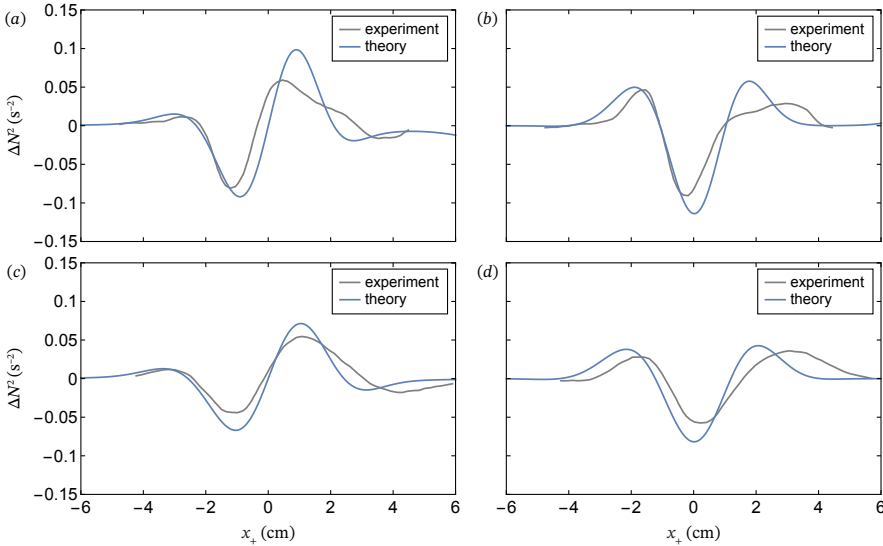 (a)
0.15
0.1
0.05
0
−0.05
−0.1
−0.15
ΔN² (s⁻²)
experiment
theory
(b)
experiment
theory
(c)
0.15
0.1
0.05
0
−0.05
−0.1
−0.15
ΔN² (s⁻²)
experiment
theory
−6 −4 −2 0 2 4 6
x₊ (cm)
(d)
experiment
theory
−6 −4 −2 0 2 4 6
x₊ (cm)